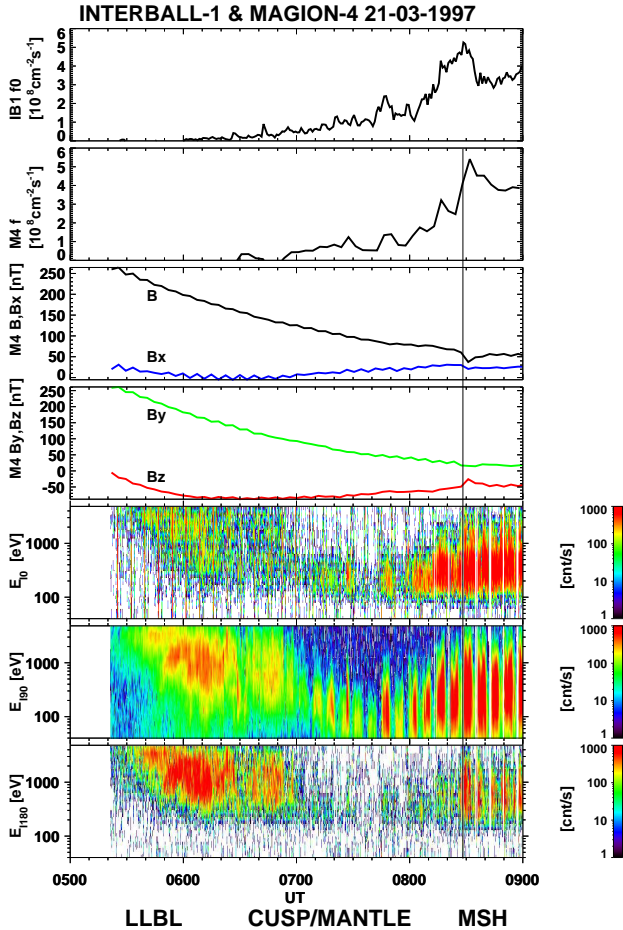 INTERBALL-1 & MAGION-4 21-03-1997
IB1 f0
[10⁸cm⁻²s⁻¹]
6
5
4
3
2
1
0
M4 f
[10⁸cm⁻²s⁻¹]
6
5
4
3
2
1
0
M4 B,Bx [nT]
250
200
150
100
50
0
B
Bx
M4 By,Bz [nT]
250
200
150
100
50
0
-50
By
Bz
E_i0 [eV]
1000
100
1000
100
10
1
[cnt/s]
E_i90 [eV]
1000
100
1000
100
10
1
[cnt/s]
E_i180 [eV]
1000
100
1000
100
10
1
[cnt/s]
0500 0600 0700 0800 0900
UT
LLBL CUSP/MANTLE MSH